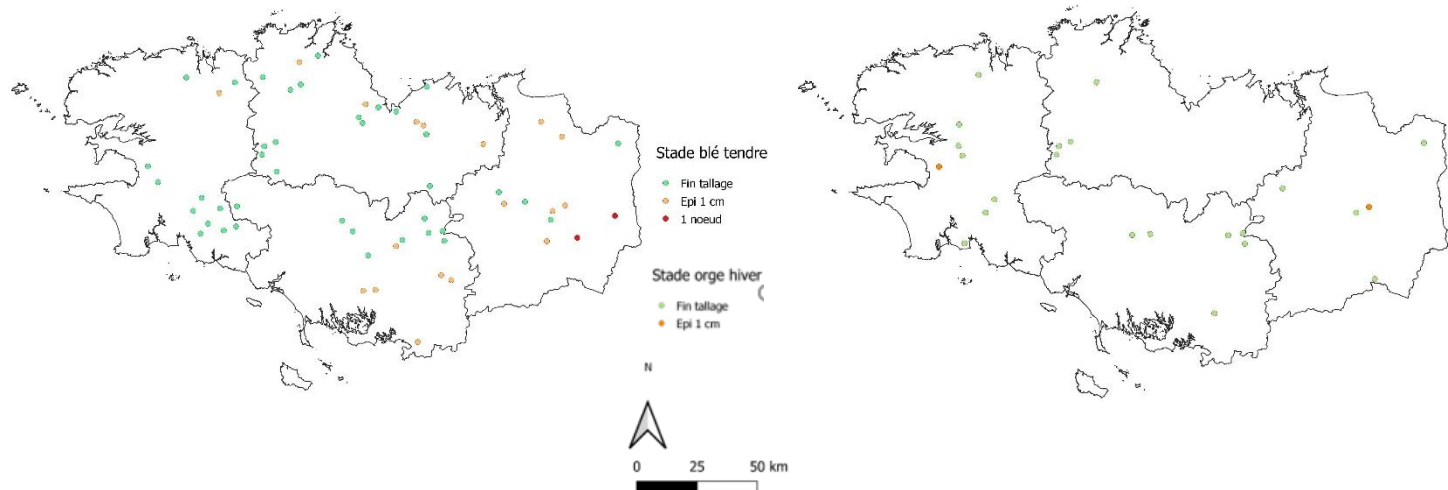 Stade blé tendre
Fin tallage
Epi 1 cm
1 noeud
Stade orge hiver
Fin tallage
Epi 1 cm
N
0 25 50 km